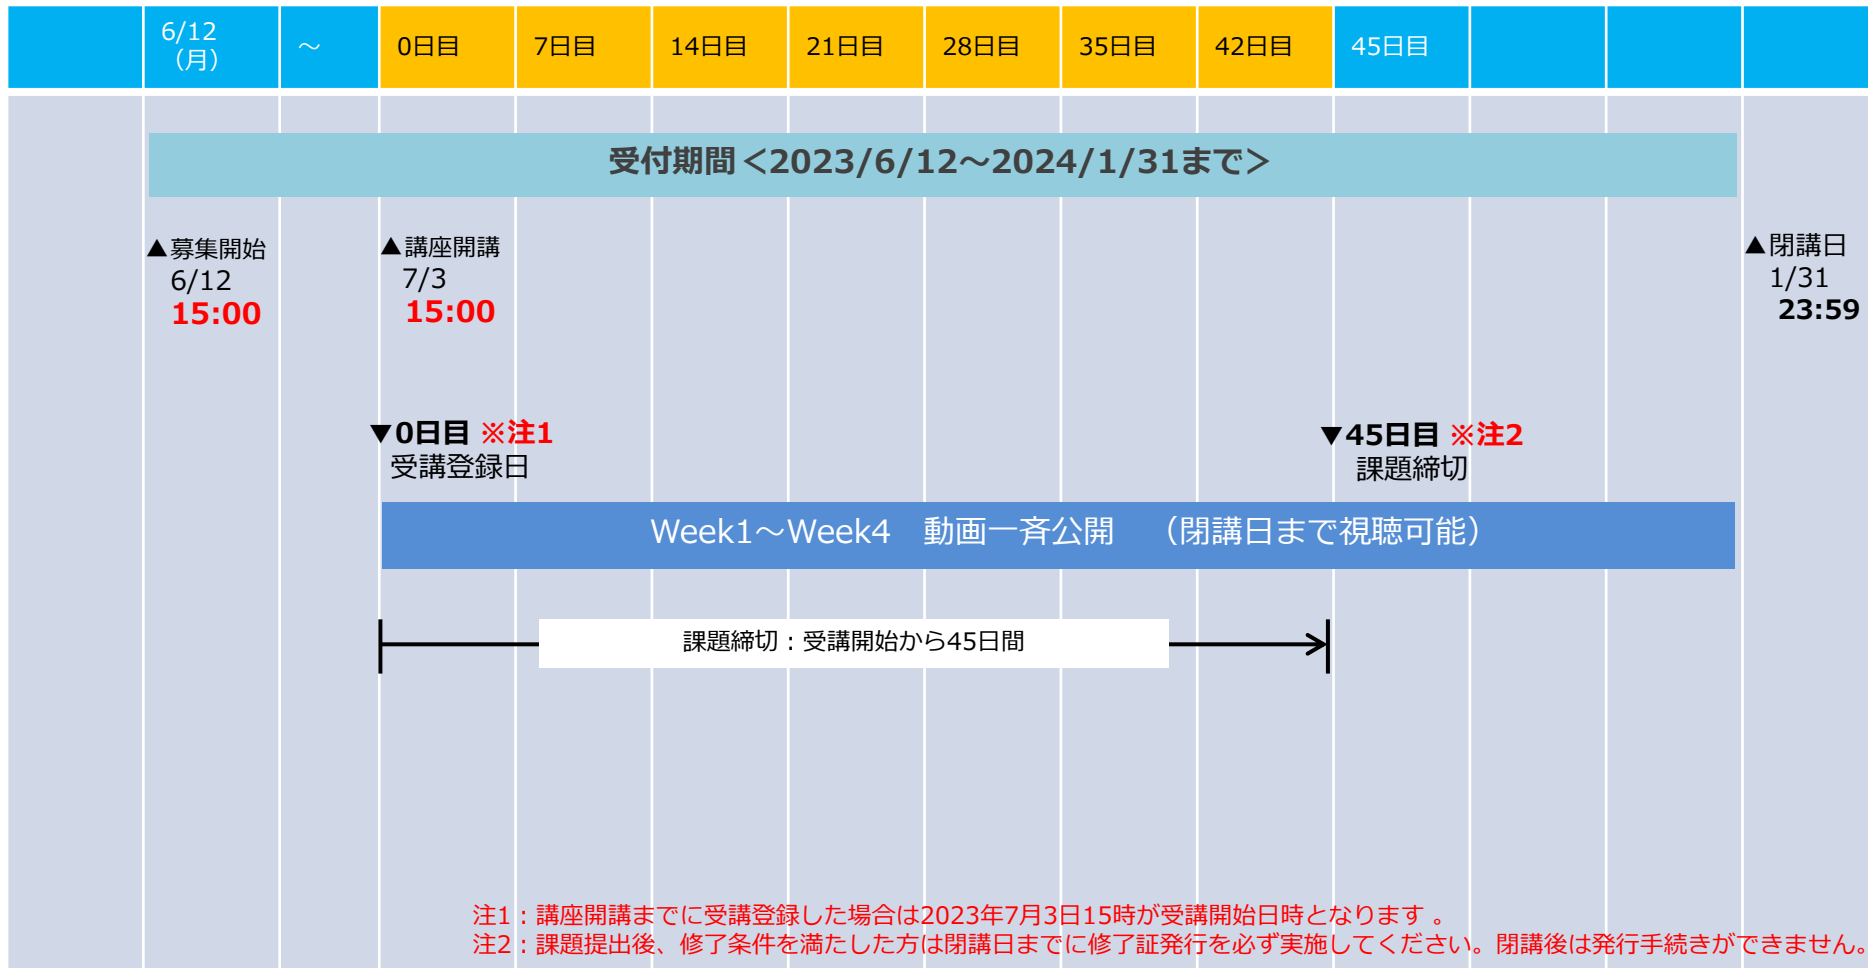 6/12
（月）
～
0日目
7日目
14日目
21日目
28日目
35日目
42日目
45日目
受付期間＜2023/6/12～2024/1/31まで＞
▲募集開始
6/12
15:00
▲講座開講
7/3
15:00
▲閉講日
1/31
23:59
▼0日目 ※注1
受講登録日
▼45日目 ※注2
課題締切
Week1～Week4　動画一斉公開　（閉講日まで視聴可能）
課題締切：受講開始から45日間
注1：講座開講までに受講登録した場合は2023年7月3日15時が受講開始日時となります 。
注2：課題提出後、修了条件を満たした方は閉講日までに修了証発行を必ず実施してください。閉講後は発行手続きができません。